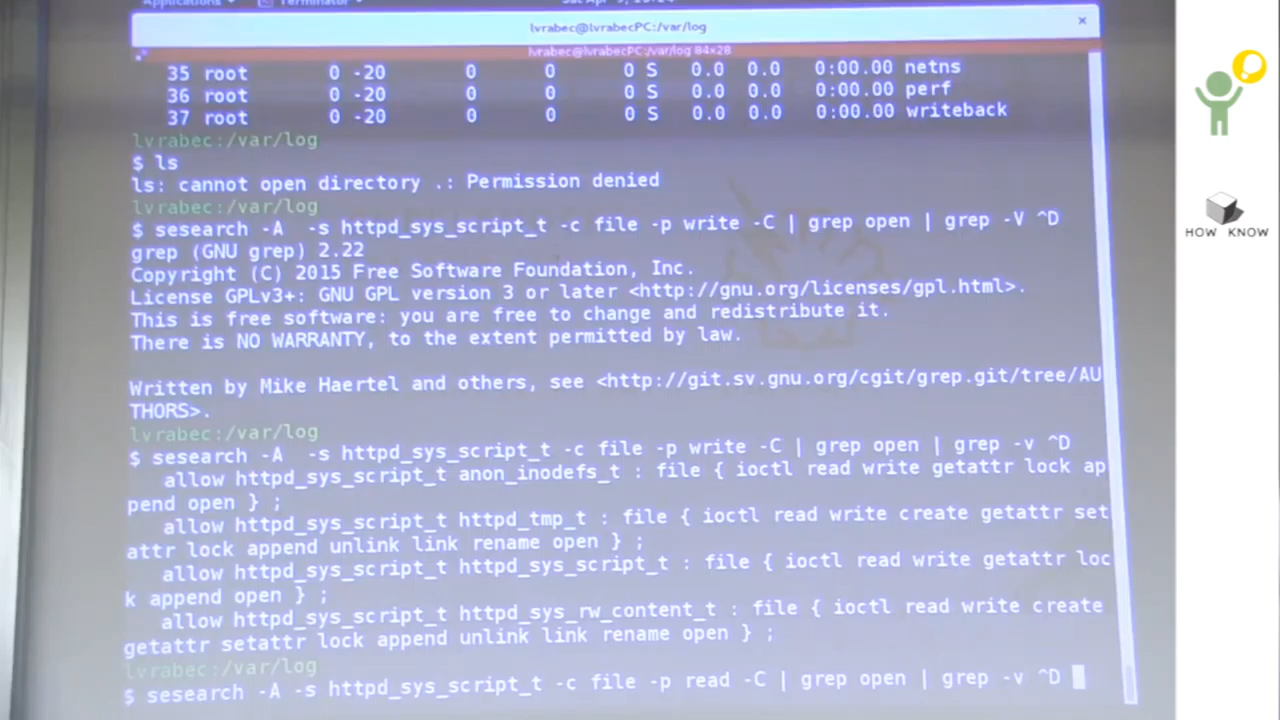 Applications
Terminator
lvrabec@lvrabecPC:/var/log
lvrabec@lvrabecPC:/var/log 84x28
35 root 0 -20 0 0 0 S 0.0 0.0 0:00.00 netns
36 root 0 -20 0 0 0 S 0.0 0.0 0:00.00 perf
37 root 0 -20 0 0 0 S 0.0 0.0 0:00.00 writeback
lvrabec:/var/log
$ ls
ls: cannot open directory .: Permission denied
lvrabec:/var/log
$ sesearch -A  -s httpd_sys_script_t -c file -p write -C | grep open | grep -V ^D
grep (GNU grep) 2.22
Copyright (C) 2015 Free Software Foundation, Inc.
License GPLv3+: GNU GPL version 3 or later <http://gnu.org/licenses/gpl.html>.
This is free software: you are free to change and redistribute it.
There is NO WARRANTY, to the extent permitted by law.
Written by Mike Haertel and others, see <http://git.sv.gnu.org/cgit/grep.git/tree/AU
THORS>.
lvrabec:/var/log
$ sesearch -A  -s httpd_sys_script_t -c file -p write -C | grep open | grep -v ^D
allow httpd_sys_script_t anon_inodefs_t : file { ioctl read write getattr lock ap
pend open } ;
allow httpd_sys_script_t httpd_tmp_t : file { ioctl read write create getattr set
attr lock append unlink link rename open } ;
allow httpd_sys_script_t httpd_sys_script_t : file { ioctl read write getattr loc
k append open } ;
allow httpd_sys_script_t httpd_sys_rw_content_t : file { ioctl read write create
getattr setattr lock append unlink link rename open } ;
lvrabec:/var/log
$ sesearch -A -s httpd_sys_script_t -c file -p read -C | grep open | grep -v ^D
HOW KNOW